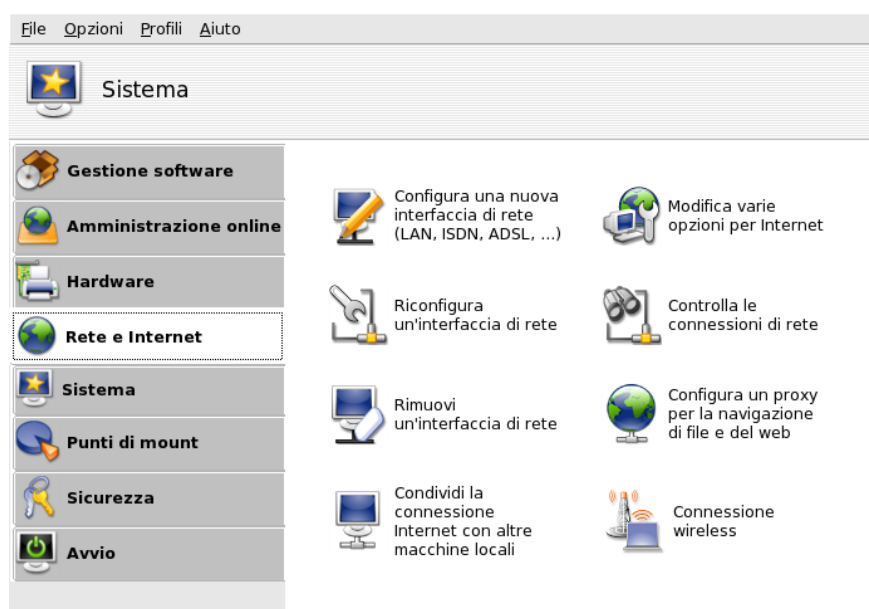 File Opzioni Profili Aiuto
Sistema
Gestione software
Amministrazione online
Hardware
Rete e Internet
Sistema
Punti di mount
Sicurezza
Avvio
Configura una nuova
interfaccia di rete
(LAN, ISDN, ADSL, ...)
Modifica varie
opzioni per Internet
Riconfigura
un'interfaccia di rete
Controlla le
connessioni di rete
Rimuovi
un'interfaccia di rete
Configura un proxy
per la navigazione
di file e del web
Condividi la
connessione
Internet con altre
macchine locali
Connessione
wireless